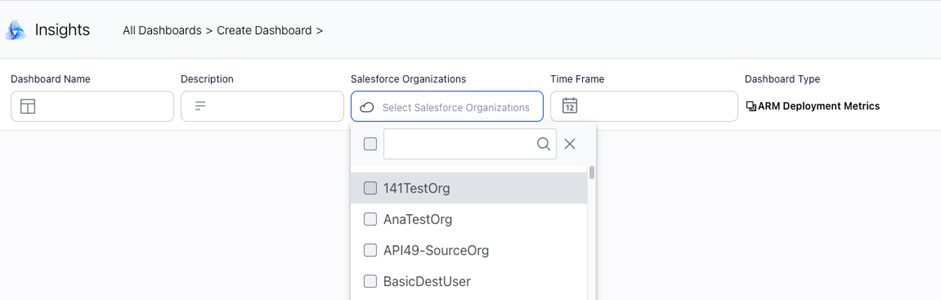 Insights
All Dashboards > Create Dashboard >
Dashboard Name
Description
Salesforce Organizations
Time Frame
Dashboard Type
Select Salesforce Organizations
12
ARM Deployment Metrics
141TestOrg
AnaTestOrg
API49-SourceOrg
BasicDestUser